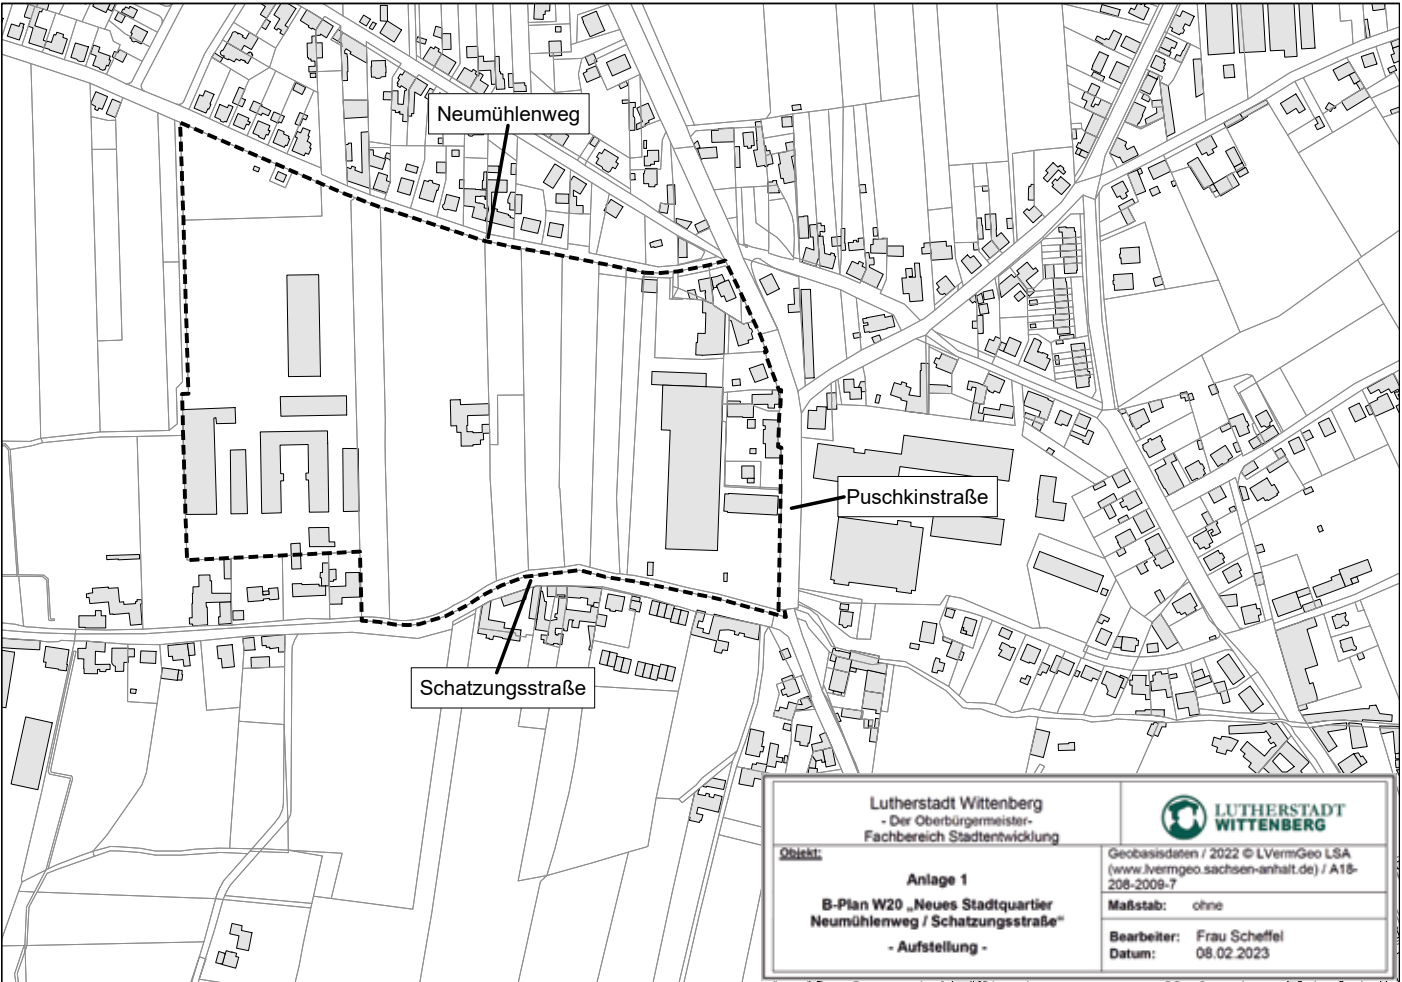 Neumühlenweg
Puschkinstraße
Schatzungsstraße
Lutherstadt Wittenberg
- Der Oberbürgermeister-
Fachbereich Stadtentwicklung
LUTHERSTADT
WITTENBERG
Objekt:
Anlage 1
B-Plan W20 „Neues Stadtquartier
Neumühlenweg / Schatzungsstraße“
- Aufstellung -
Geobasisdaten / 2022 © LVermGeo LSA
(www.lvermgeo.sachsen-anhalt.de) / A18-
208-2009-7
Maßstab: ohne
Bearbeiter: Frau Scheffel
Datum: 08.02.2023